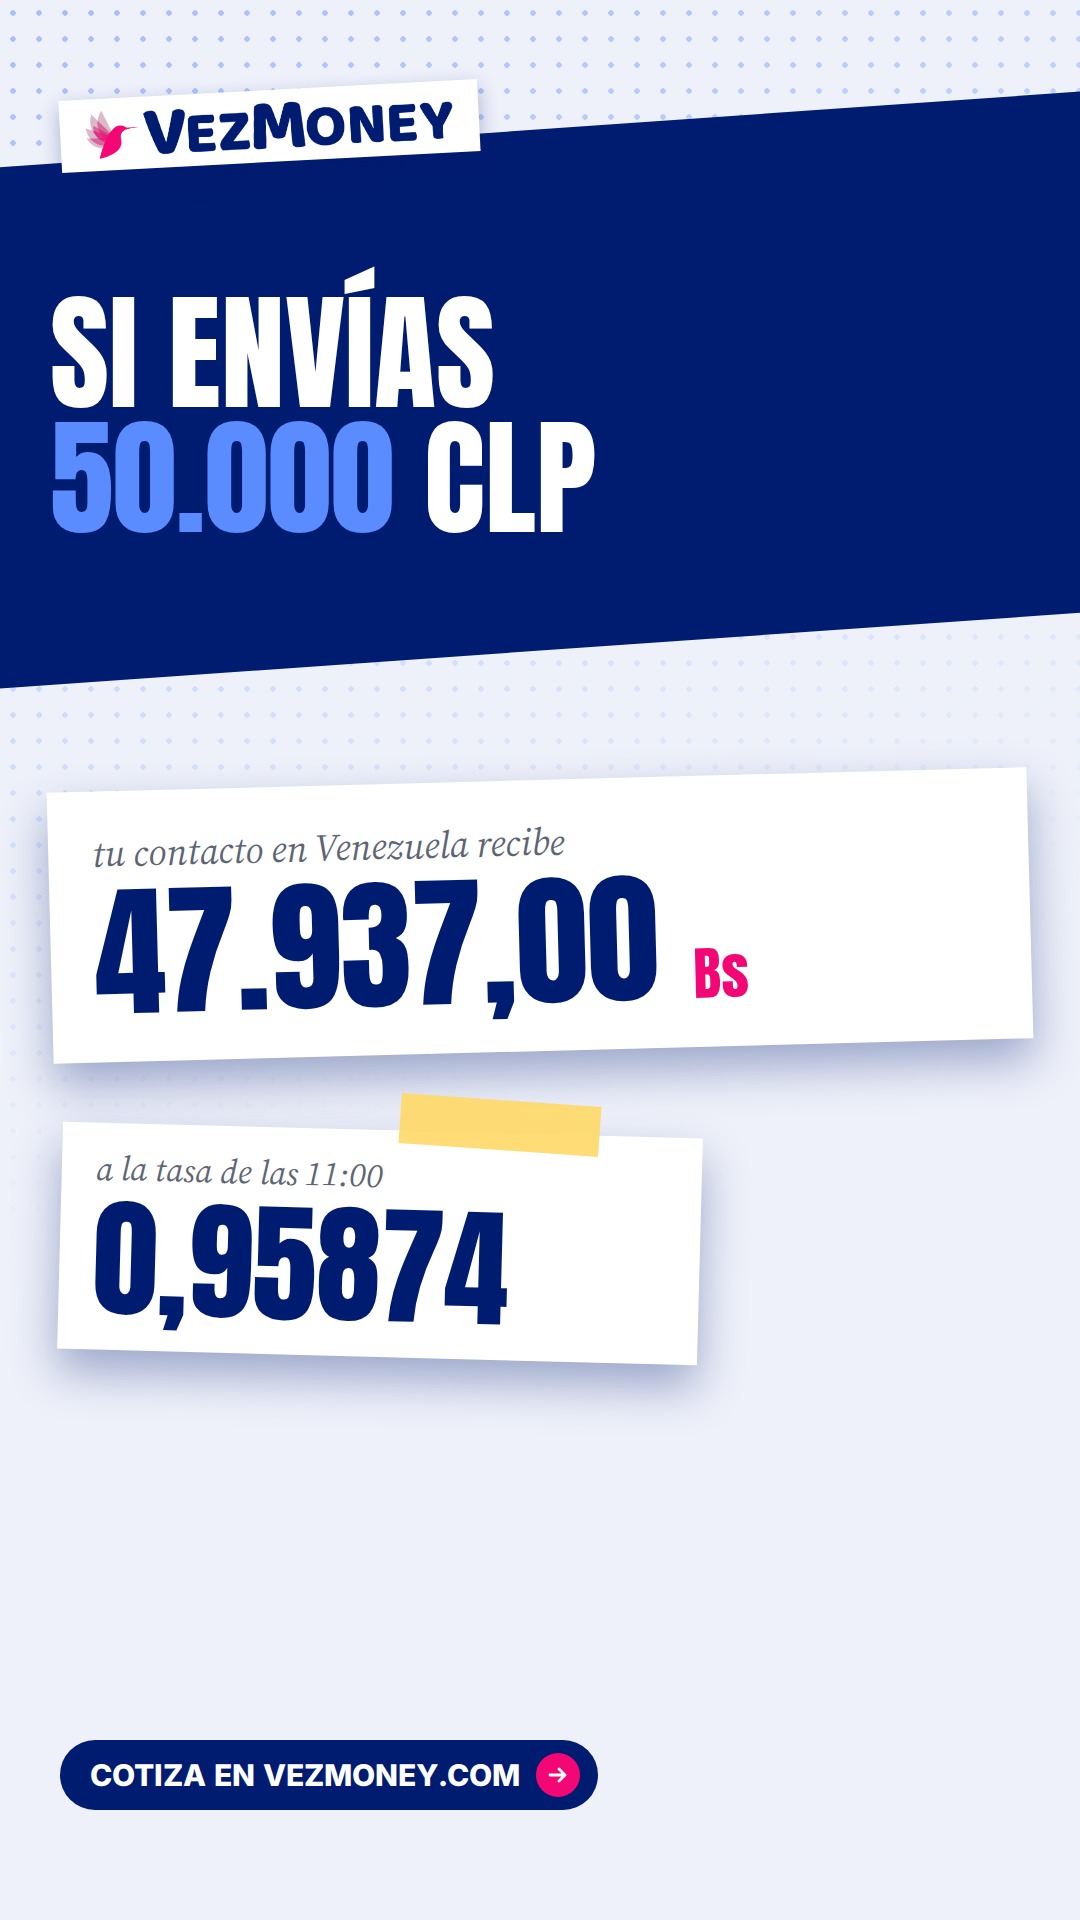 VEZMONEY
SI ENVÍAS
50.000 CLP
tu contacto en Venezuela recibe
47.937,00 Bs
a la tasa de las 11:00
0,95874
COTIZA EN VEZMONEY.COM